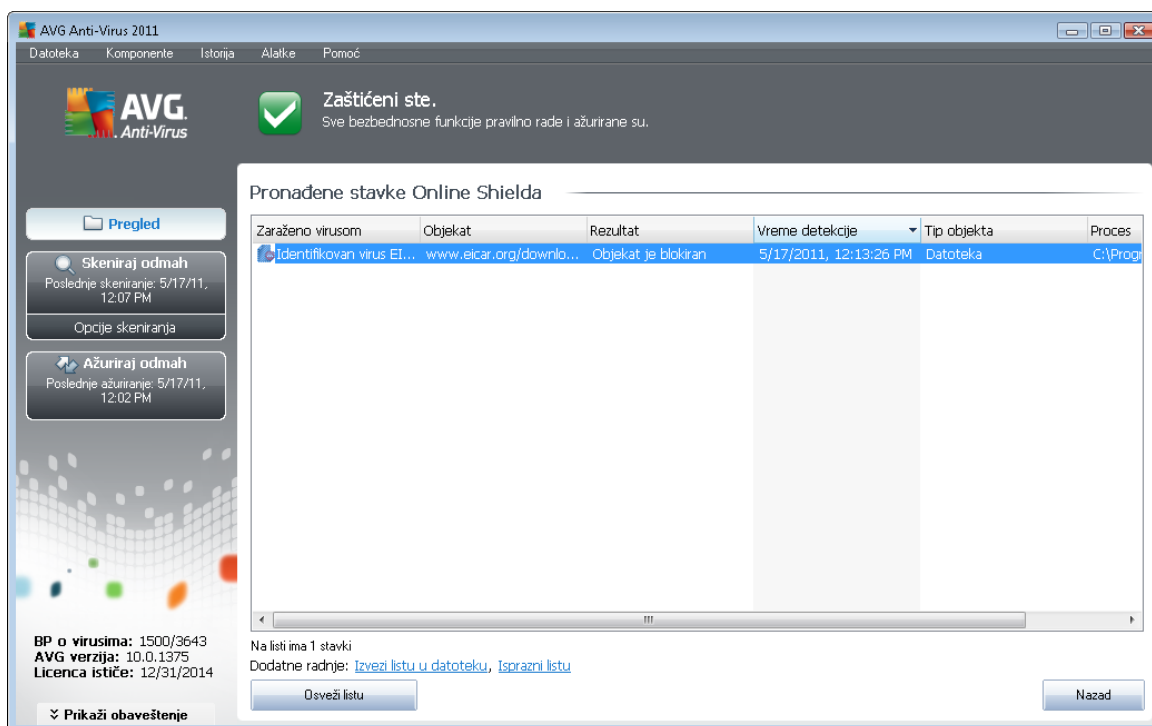 AVG Anti-Virus 2011
Datoteka Komponente Istorija Alatke Pomoć
AVG.
Anti-Virus
Zaštićeni ste.
Sve bezbednosne funkcije pravilno rade i ažurirane su.
Pregled
Skeniraj odmah
Poslednje skeniranje: 5/17/11,
12:07 PM
Opcije skeniranja
Ažuriraj odmah
Poslednje ažuriranje: 5/17/11,
12:02 PM
BP o virusima: 1500/3643
AVG verzija: 10.0.1375
Licenca ističe: 12/31/2014
Prikaži obaveštenje
Pronađene stavke Online Shielda
Zaraženo virusom Objekat Rezultat Vreme detekcije Tip objekta Proces
Identifikovan virus EI... www.eicar.org/downlo... Objekat je blokiran 5/17/2011, 12:13:26 PM Datoteka C:\Progr
Na listi ima 1 stavki
Dodatne radnje: Izvezi listu u datoteku, Isprazni listu
Osveži listu Nazad